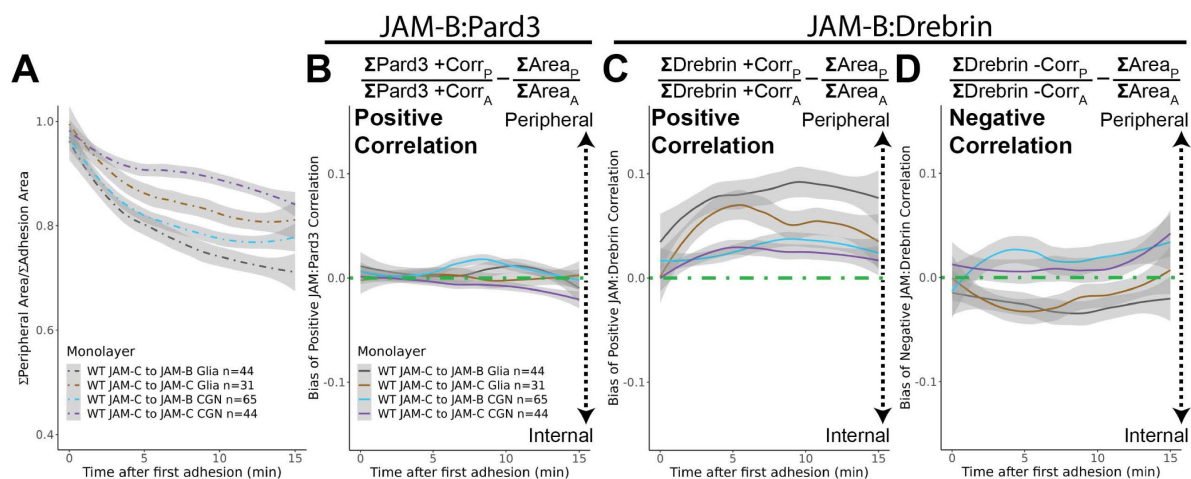 JAM-B:Pard3
JAM-B:Drebrin
A
ΣPeripheral Area/ΣAdhesion Area
1.0
0.8
0.6
0.4
Monolayer
WT JAM-C to JAM-B Glia n=44
WT JAM-C to JAM-C Glia n=31
WT JAM-C to JAM-B CGN n=65
WT JAM-C to JAM-C CGN n=44
0
5
10
15
Time after first adhesion (min)
B
ΣPard3 +CorrP − ΣAreaP
ΣPard3 +CorrA ΣAreaA
Positive
Correlation
Peripheral
Internal
Bias of Positive JAM:Pard3 Correlation
0.1
0.0
-0.1
Monolayer
WT JAM-C to JAM-B Glia n=44
WT JAM-C to JAM-C Glia n=31
WT JAM-C to JAM-B CGN n=65
WT JAM-C to JAM-C CGN n=44
0
5
10
15
Time after first adhesion (min)
C
ΣDrebrin +CorrP − ΣAreaP
ΣDrebrin +CorrA ΣAreaA
Positive
Correlation
Peripheral
Bias of Positive JAM:Drebrin Correlation
0.1
0.0
-0.1
0
5
10
15
Time after first adhesion (min)
D
ΣDrebrin -CorrP − ΣAreaP
ΣDrebrin -CorrA ΣAreaA
Negative
Correlation
Peripheral
Internal
Bias of Negative JAM:Drebrin Correlation
0.1
0.0
-0.1
0
5
10
15
Time after first adhesion (min)